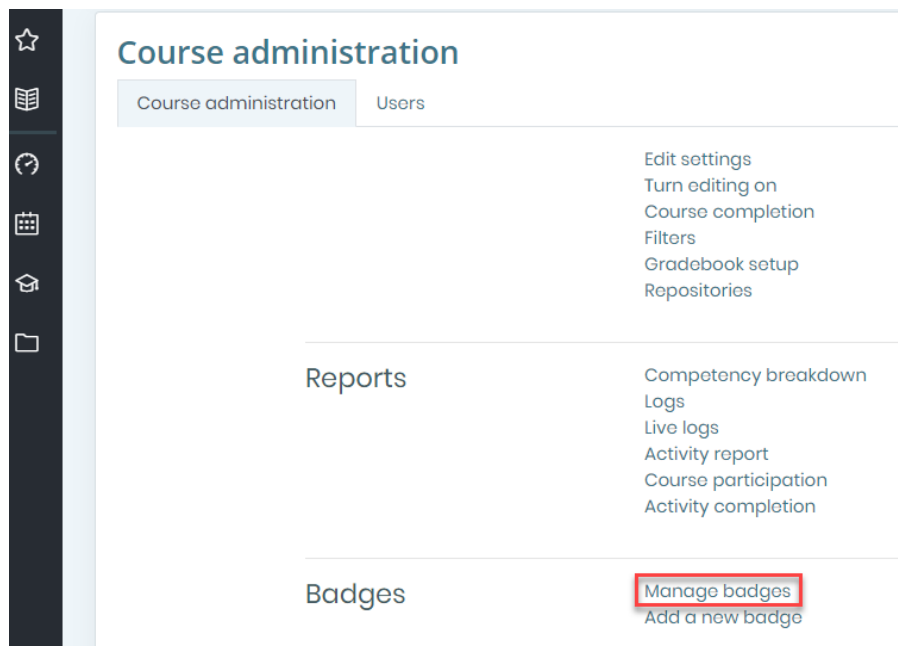 Course administration
Course administration Users
Edit settings
Turn editing on
Course completion
Filters
Gradebook setup
Repositories
Reports
Competency breakdown
Logs
Live logs
Activity report
Course participation
Activity completion
Badges
Manage badges
Add a new badge